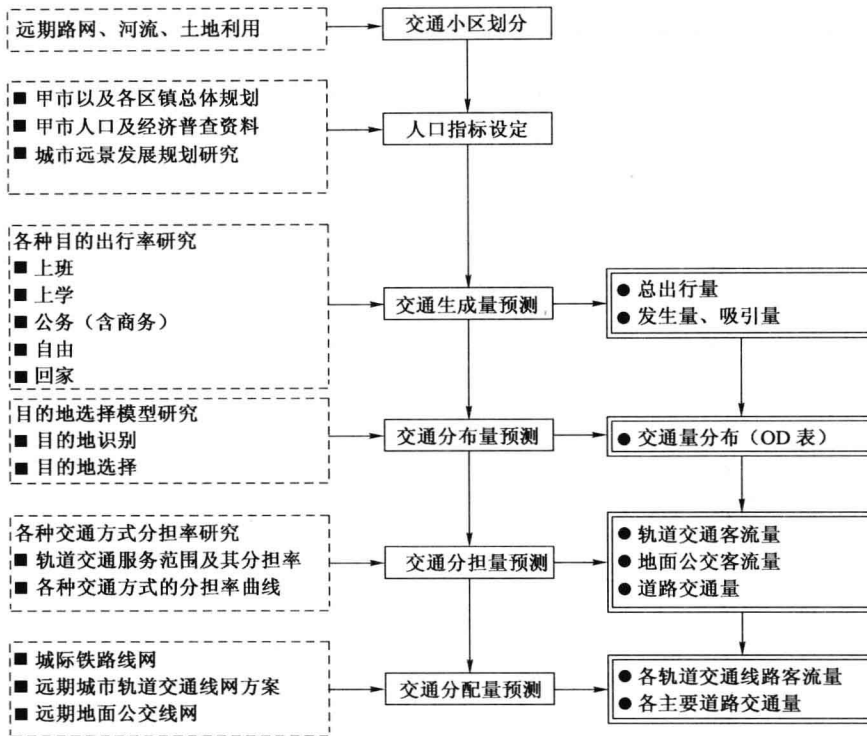 远期路网、河流、土地利用
交通小区划分
■ 甲市以及各区镇总体规划
■ 甲市人口及经济普查资料
■ 城市远景发展规划研究
人口指标设定
各种目的出行率研究
■ 上班
■ 上学
■ 公务（含商务）
■ 自由
■ 回家
交通生成量预测
● 总出行量
● 发生量、吸引量
目的地选择模型研究
■ 目的地识别
■ 目的地选择
交通分布量预测
● 交通量分布（OD 表）
各种交通方式分担率研究
■ 轨道交通服务范围及其分担率
■ 各种交通方式的分担率曲线
交通分担量预测
● 轨道交通客流量
● 地面公交客流量
● 道路交通量
■ 城际铁路线网
■ 远期城市轨道交通线网方案
■ 远期地面公交线网
交通分配量预测
● 各轨道交通线路客流量
● 各主要道路交通量